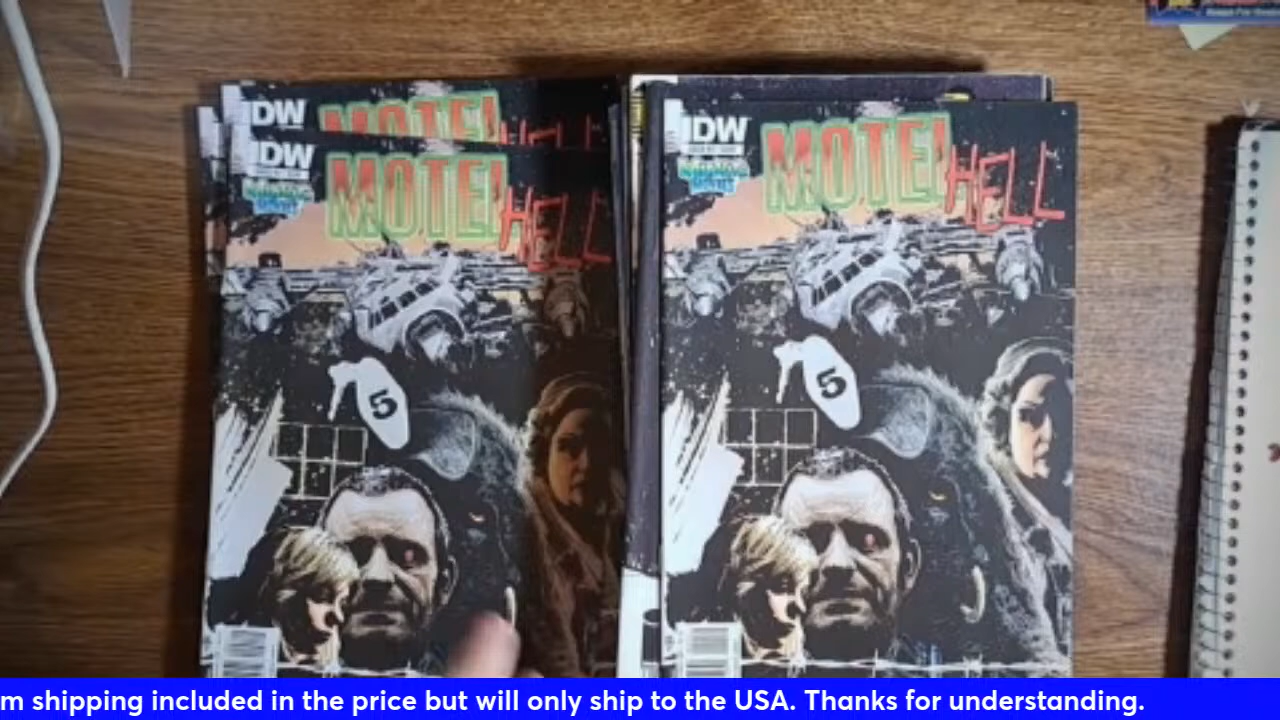 IDW
MOTEL HELL
IDW
MOTEL
HELL
5
IDW
MOTEL
HELL
5
m shipping included in the price but will only ship to the USA. Thanks for understanding.